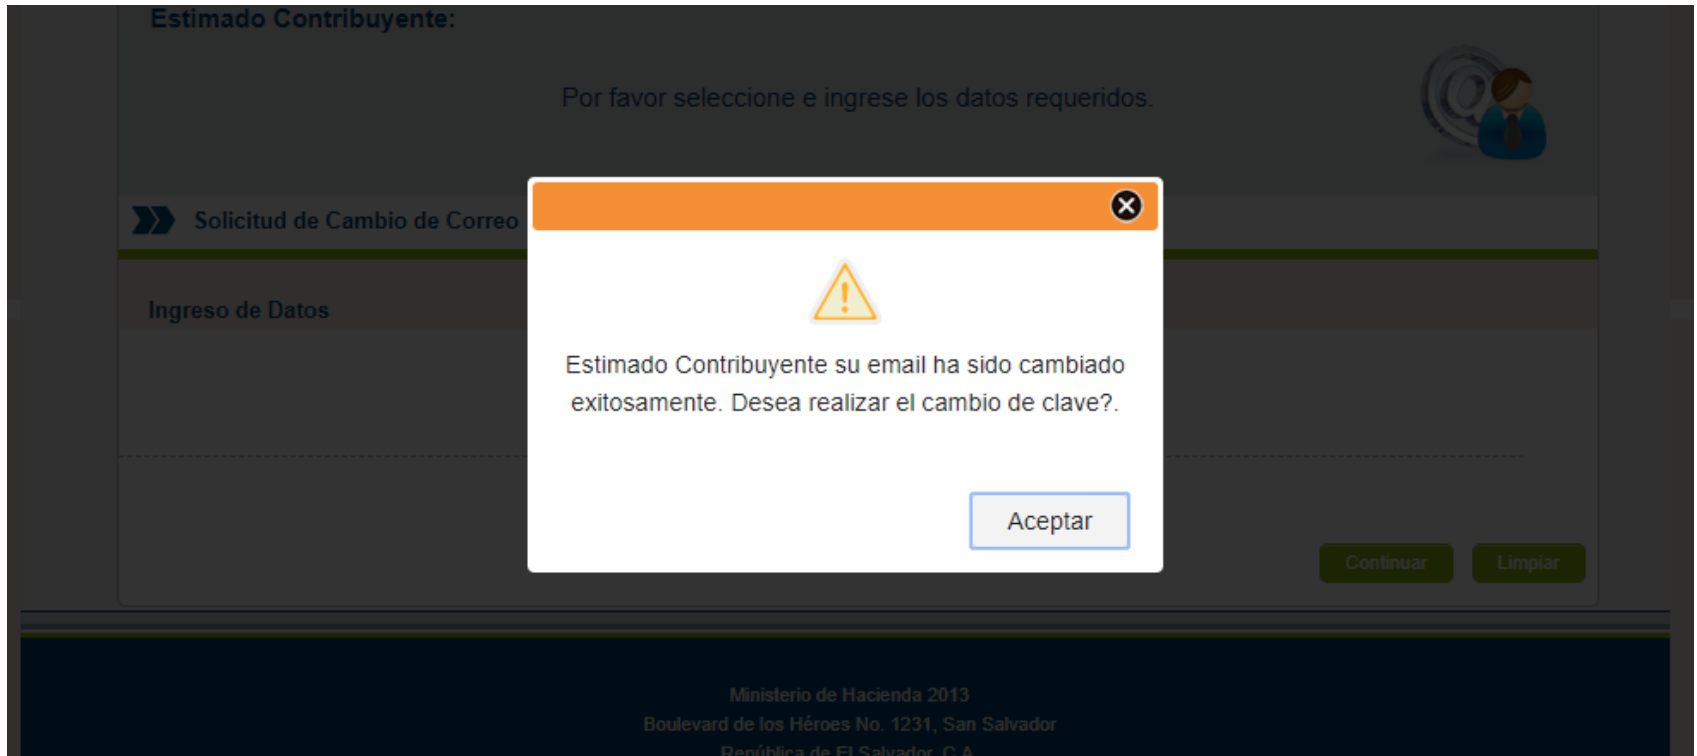 Estimado Contribuyente:
Por favor seleccione e ingrese los datos requeridos.
Solicitud de Cambio de Correo
Ingreso de Datos
Estimado Contribuyente su email ha sido cambiado
exitosamente. Desea realizar el cambio de clave?.
Aceptar
Continuar Limpiar
Ministerio de Hacienda 2013
Boulevard de los Héroes No. 1231, San Salvador
República de El Salvador, C.A.